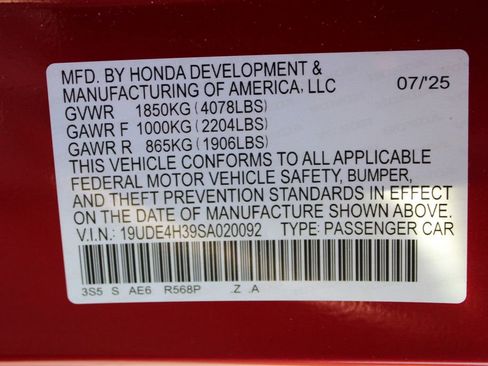 MFD. BY HONDA DEVELOPMENT &
MANUFACTURING OF AMERICA, LLC 07/'25
GVWR 1850KG (4078LBS)
GAWR F 1000KG (2204LBS)
GAWR R 865KG (1906LBS)
THIS VEHICLE CONFORMS TO ALL APPLICABLE
FEDERAL MOTOR VEHICLE SAFETY, BUMPER,
AND THEFT PREVENTION STANDARDS IN EFFECT
ON THE DATE OF MANUFACTURE SHOWN ABOVE.
V.I.N.: 19UDE4H39SA020092 TYPE: PASSENGER CAR
3S5 S AE6 R568P .Z .A